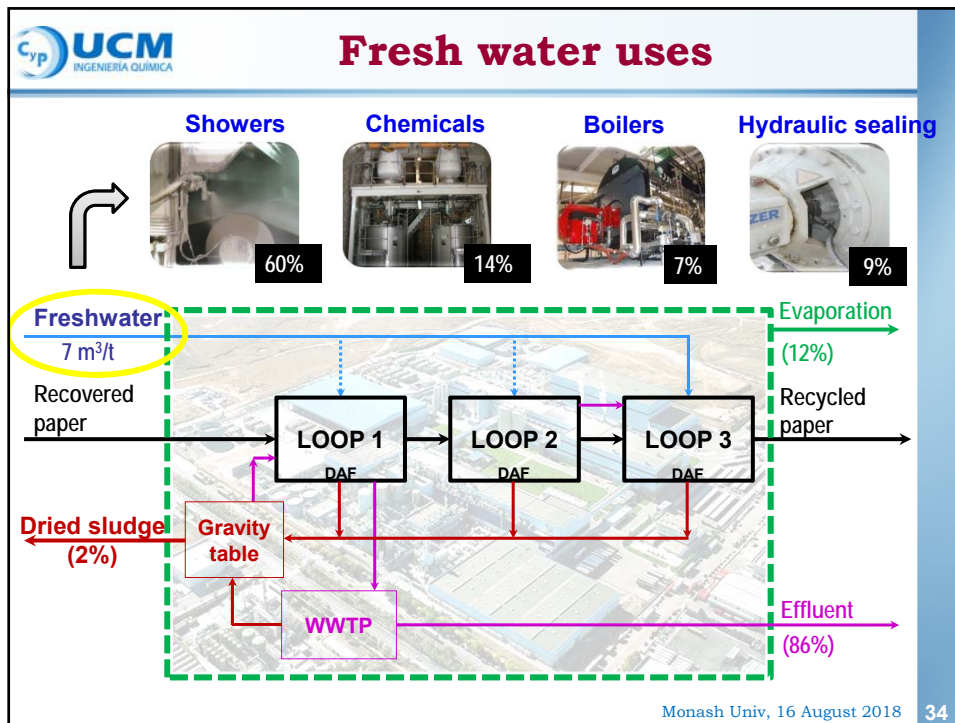 CyP UCM
INGENIERÍA QUÍMICA
Fresh water uses
Showers
Chemicals
Boilers
Hydraulic sealing
60%
14%
7%
ZER
9%
Freshwater
7 m³/t
Evaporation
(12%)
Recovered
paper
LOOP 1
DAF
LOOP 2
DAF
LOOP 3
DAF
Recycled
paper
Dried sludge
(2%)
Gravity
table
WWTP
Effluent
(86%)
Monash Univ, 16 August 2018
34